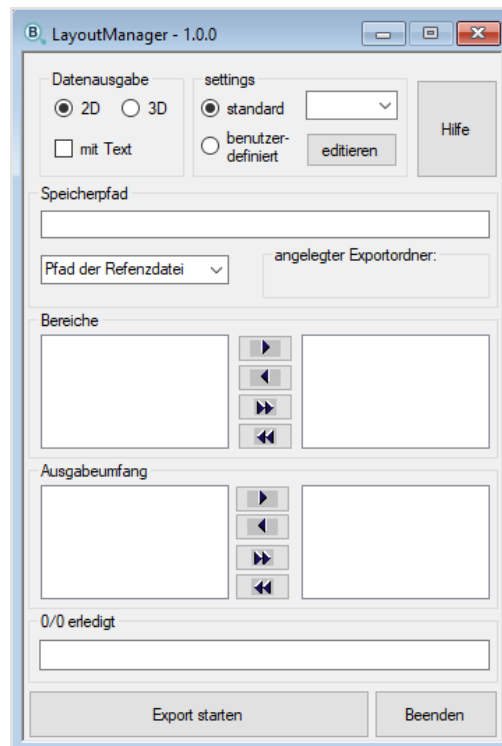 B
LayoutManager - 1.0.0
Datenausgabe
settings
2D
3D
standard
Hilfe
mit Text
benutzer-
definiert
editieren
Speicherpfad
Pfad der Refenzdatei
angelegter Exportordner:
Bereiche
Ausgabeumfang
0/0 erledigt
Export starten
Beenden